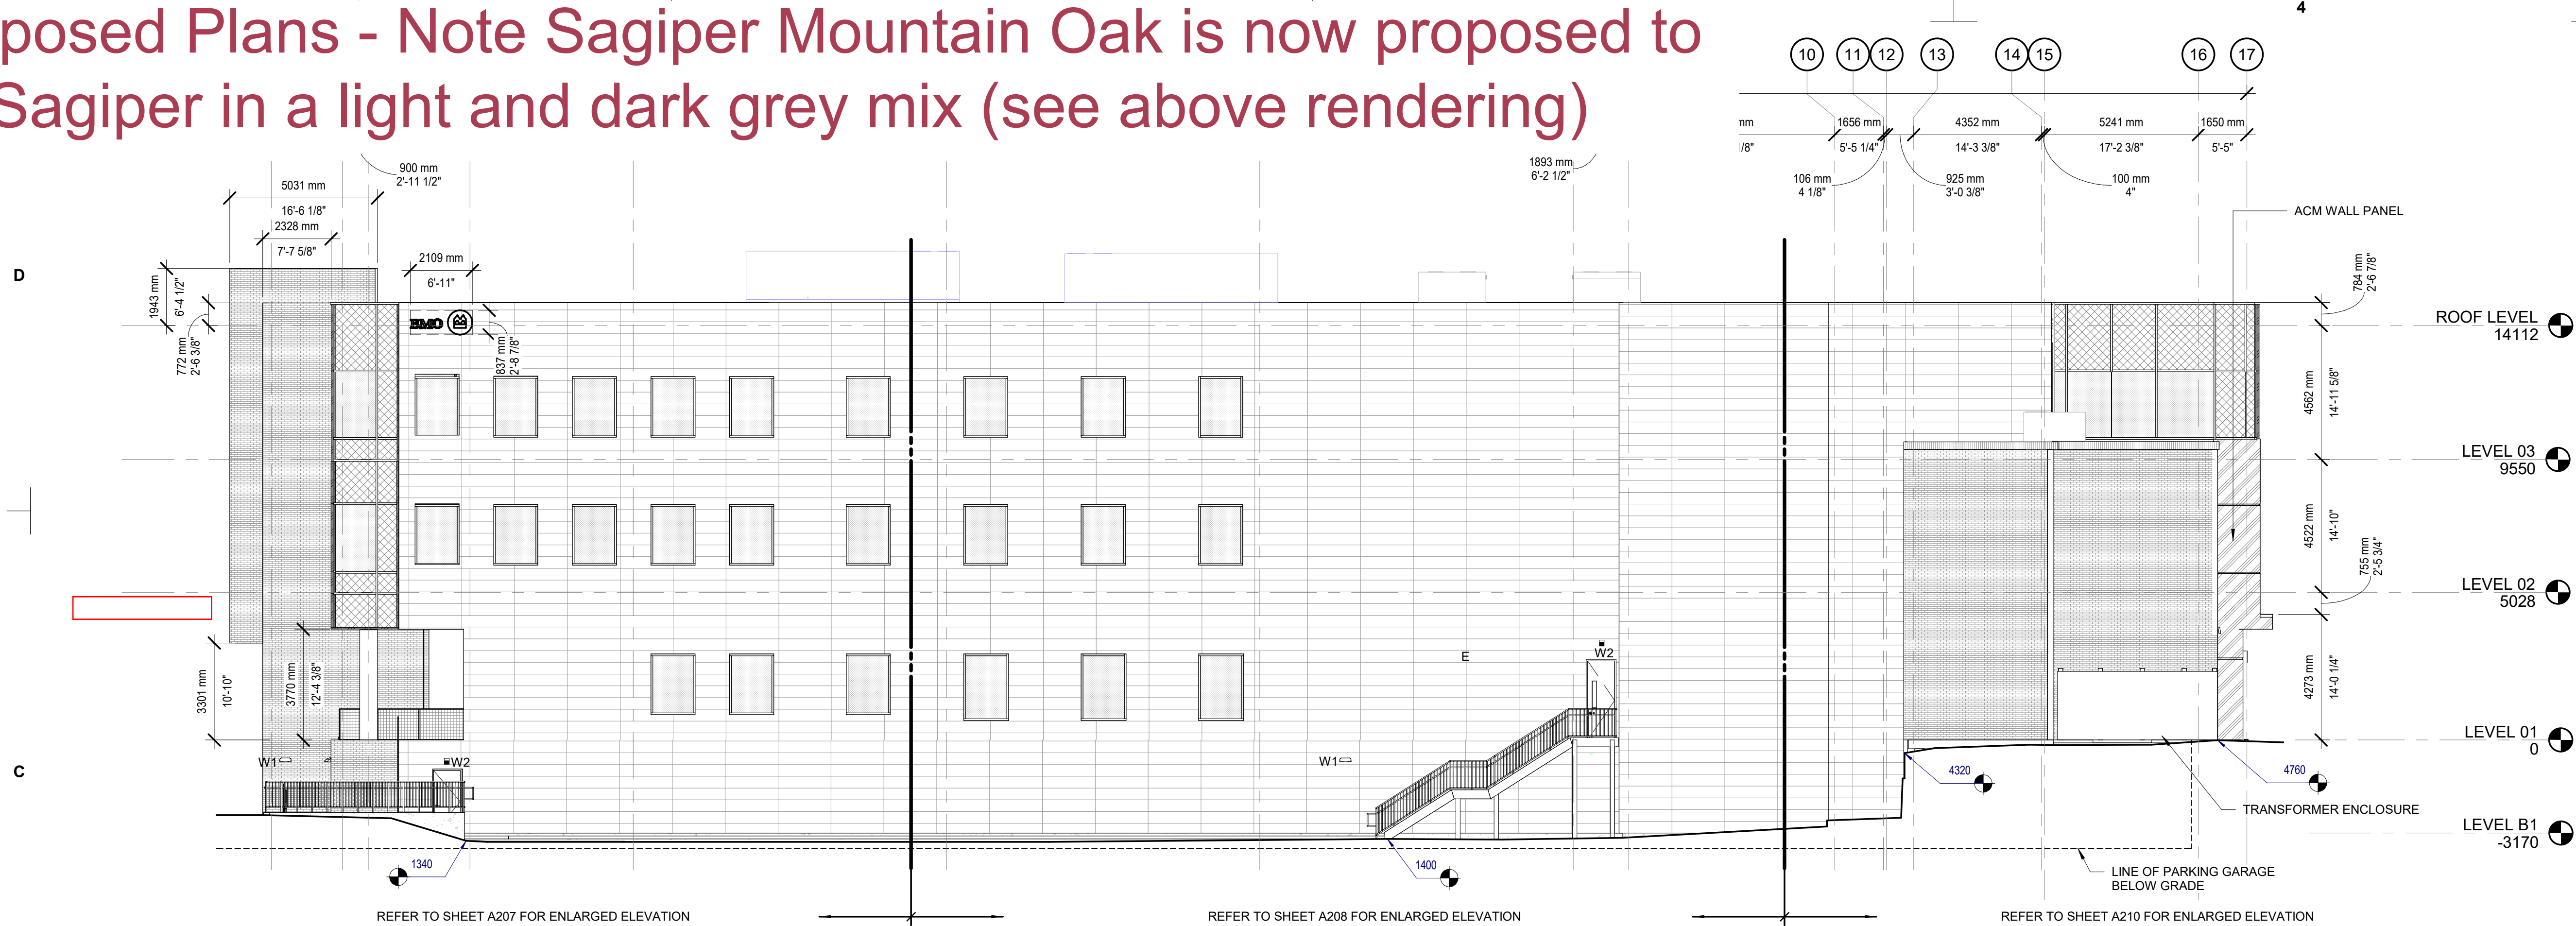 4
posed Plans - Note Sagiper Mountain Oak is now proposed to
Sagiper in a light and dark grey mix (see above rendering)
10 11 12 13 14 15 16 17
mm 1656 mm 4352 mm 5241 mm 1650 mm
/8" 5'-5 1/4" 14'-3 3/8" 17'-2 3/8" 5'-5"
106 mm
4 1/8"
925 mm
3'-0 3/8"
100 mm
4"
900 mm
2'-11 1/2"
1893 mm
6'-2 1/2"
5031 mm
16'-6 1/8"
2328 mm
7'-7 5/8"
2109 mm
6'-11"
ACM WALL PANEL
D
1943 mm
6'-4 1/2"
772 mm
2'-6 3/8"
BMO
837 mm
2'-8 7/8"
784 mm
2'-6 7/8"
ROOF LEVEL
14112
4562 mm
14'-11 5/8"
LEVEL 03
9550
4522 mm
14'-10"
755 mm
2'-5 3/4"
LEVEL 02
5028
3301 mm
10'-10"
3770 mm
12'-4 3/8"
E
W2
4273 mm
14'-0 1/4"
LEVEL 01
0
C
W1
W2
W1
4320
4760
TRANSFORMER ENCLOSURE
LEVEL B1
-3170
1340
1400
LINE OF PARKING GARAGE
BELOW GRADE
REFER TO SHEET A207 FOR ENLARGED ELEVATION
REFER TO SHEET A208 FOR ENLARGED ELEVATION
REFER TO SHEET A210 FOR ENLARGED ELEVATION